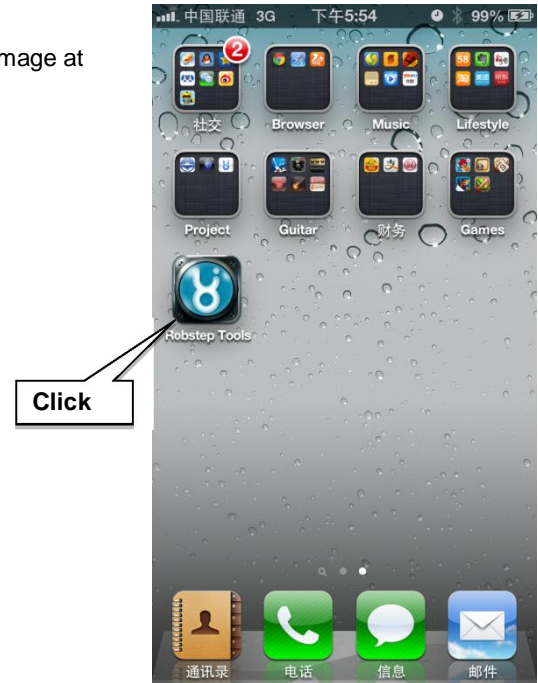 中国联通 3G 下午5:54 99%
mage at
2
社交 Browser Music Lifestyle
58
Project Guitar 财务 Games
Robstep Tools
Click
通讯录 电话 信息 邮件